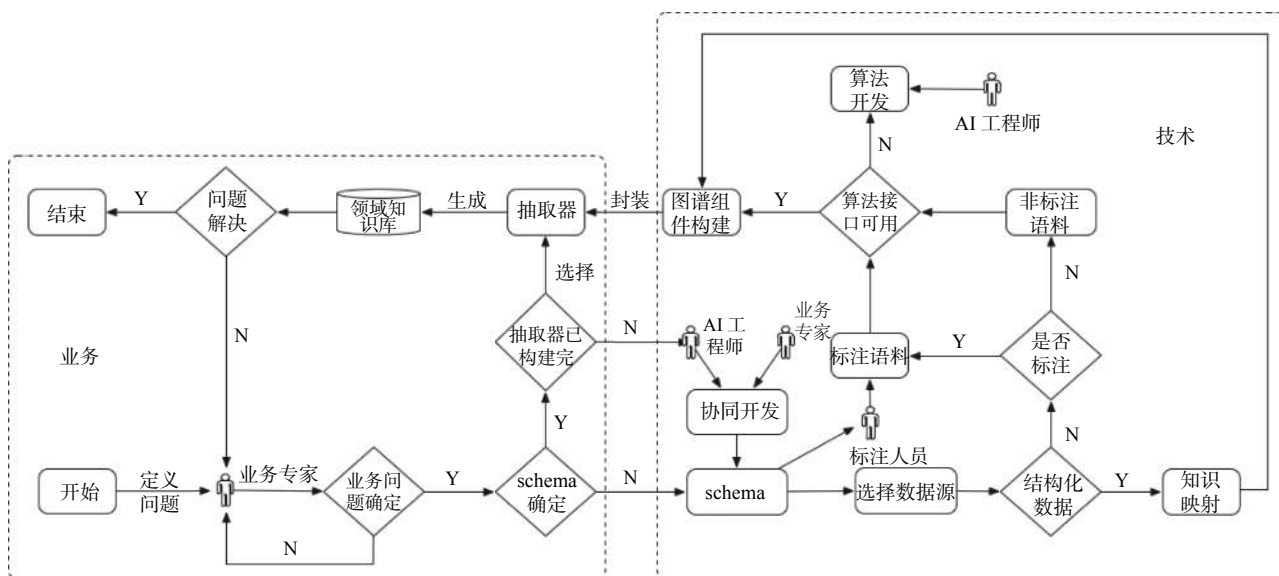 算法
开发
AI 工程师
N
技术
结束
Y
问题
解决
领域知
识库
生成
抽取器
封装
图谱组
件构建
Y
算法接
口可用
非标注
语料
选择
N
N
抽取器已
构建完
N
AI 工
程师
业务
专家
标注语料
Y
是否
标注
业务
Y
协同开发
N
标注人员
开始
定义
问题
业务专家
业务问
题确定
Y
schema
确定
N
schema
选择数据源
结构化
数据
Y
知识
映射
N